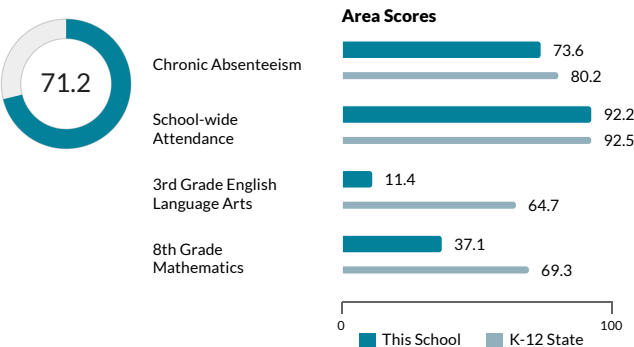 Area Scores
71.2
Chronic Absenteeism
73.6
80.2
School-wide
Attendance
92.2
92.5
3rd Grade English
Language Arts
11.4
64.7
8th Grade
Mathematics
37.1
69.3
0
100
This School
K-12 State